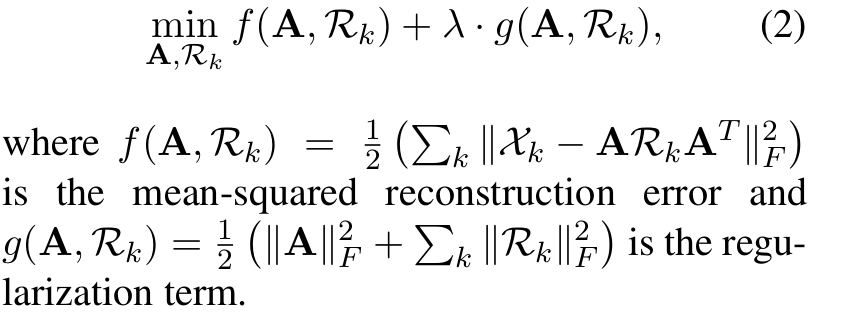 min_{A,ℛ_k} f(A, ℛ_k) + λ · g(A, ℛ_k), (2)
where f(A, ℛ_k) = 1/2 (∑_k ‖𝒳_k − Aℛ_kA^T‖_F^2)
is the mean-squared reconstruction error and
g(A, ℛ_k) = 1/2 (‖A‖_F^2 + ∑_k ‖ℛ_k‖_F^2) is the regu-
larization term.